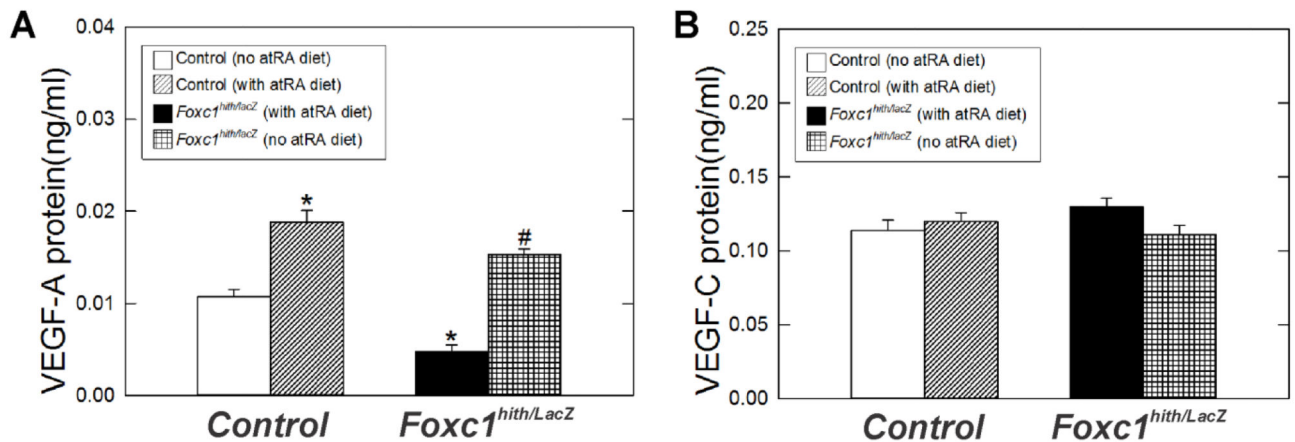 A
VEGF-A protein(ng/ml)
0.04
0.03
0.02
0.01
0.00
Control (no atRA diet)
Control (with atRA diet)
Foxc1hith/lacZ (with atRA diet)
Foxc1hith/lacZ (no atRA diet)
*
*
#
Control
Foxc1hith/LacZ
B
VEGF-C protein(ng/ml)
0.25
0.20
0.15
0.10
0.05
0.00
Control (no atRA diet)
Control (with atRA diet)
Foxc1hith/lacZ (with atRA diet)
Foxc1hith/lacZ (no atRA diet)
Control
Foxc1hith/LacZ